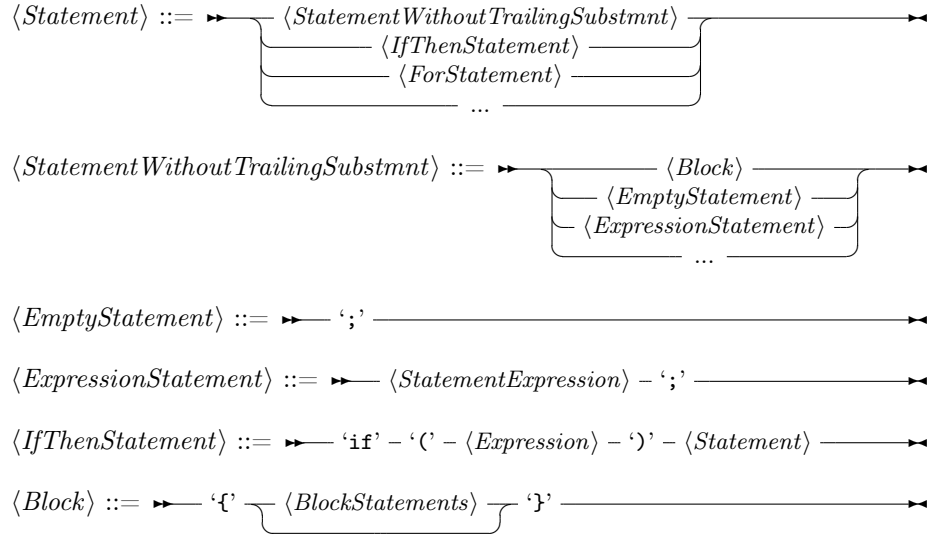 ⟨Statement⟩ ::= ⟨StatementWithoutTrailingSubstmnt⟩
⟨IfThenStatement⟩
⟨ForStatement⟩
...
⟨StatementWithoutTrailingSubstmnt⟩ ::= ⟨Block⟩
⟨EmptyStatement⟩
⟨ExpressionStatement⟩
...
⟨EmptyStatement⟩ ::= ‘;’
⟨ExpressionStatement⟩ ::= ⟨StatementExpression⟩ – ‘;’
⟨IfThenStatement⟩ ::= ‘if’ – ‘(’ – ⟨Expression⟩ – ‘)’ – ⟨Statement⟩
⟨Block⟩ ::= ‘{’ ⟨BlockStatements⟩ ‘}’